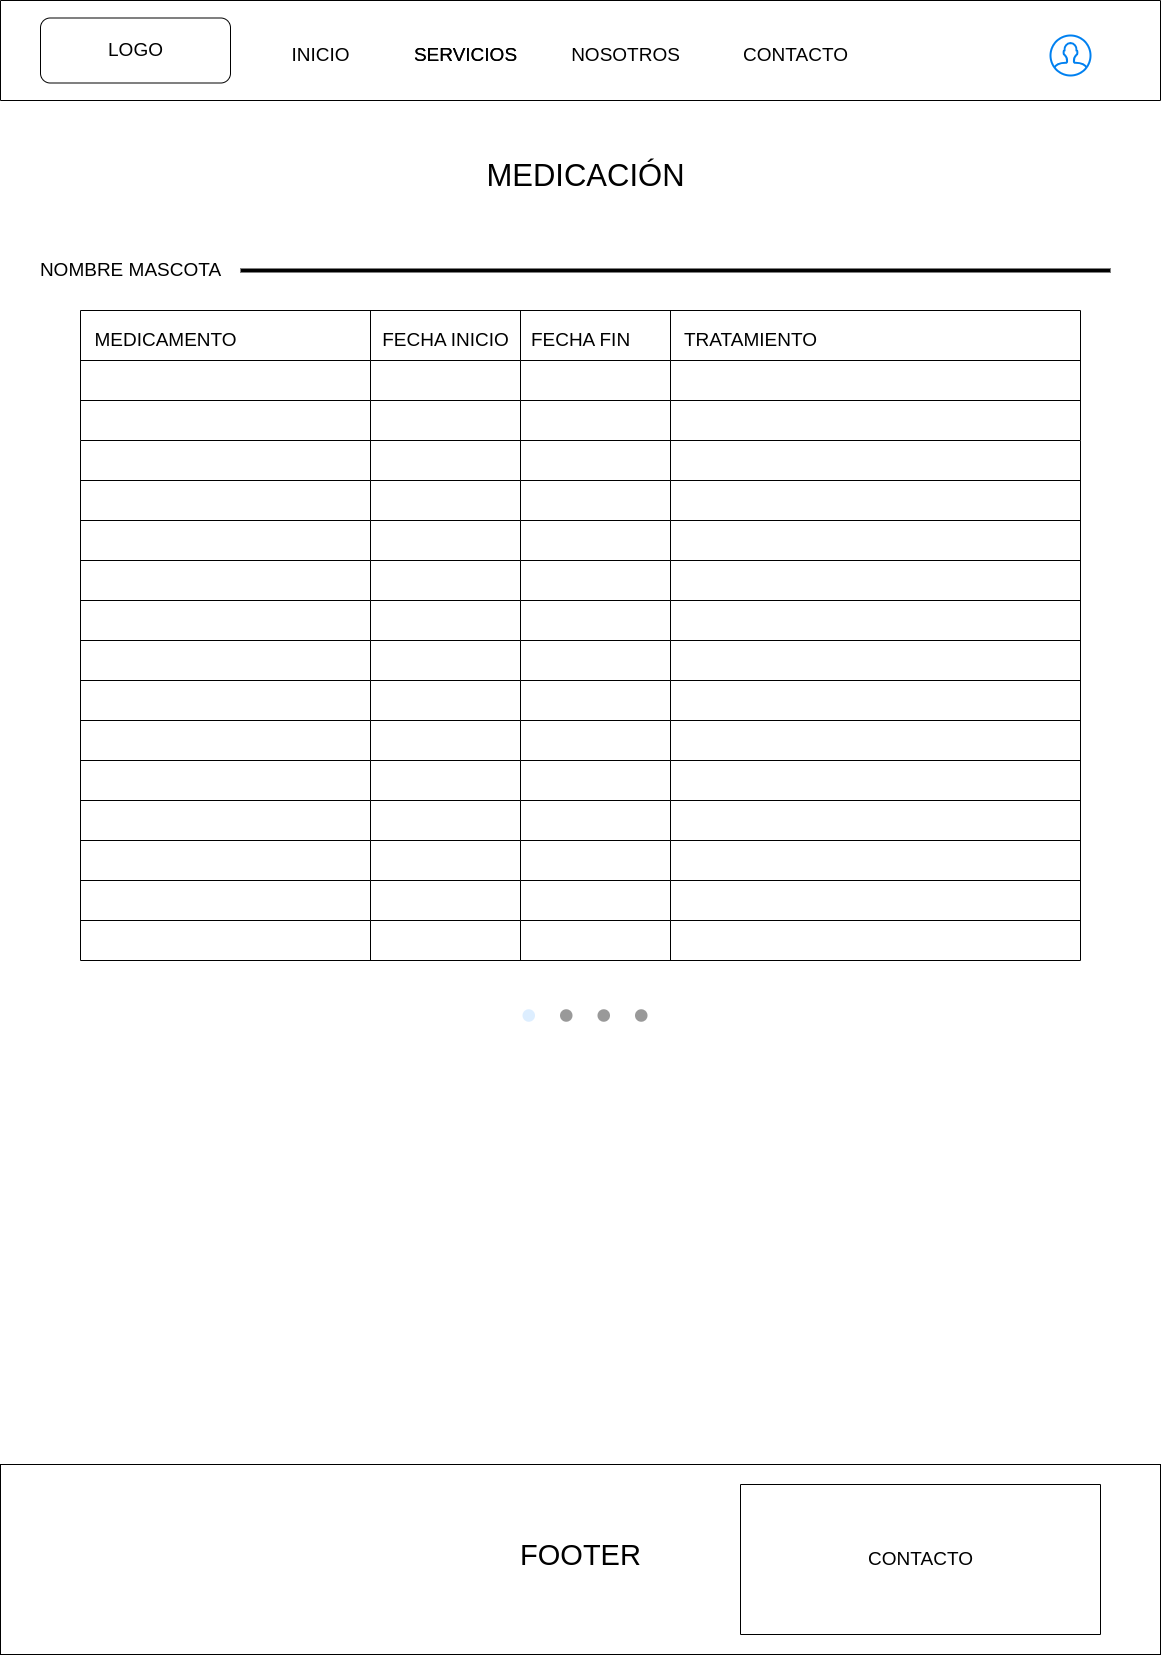 LOGO
INICIO
SERVICIOS
NOSOTROS
CONTACTO
MEDICACIÓN
NOMBRE MASCOTA
MEDICAMENTO
FECHA INICIO
FECHA FIN
TRATAMIENTO
FOOTER
CONTACTO